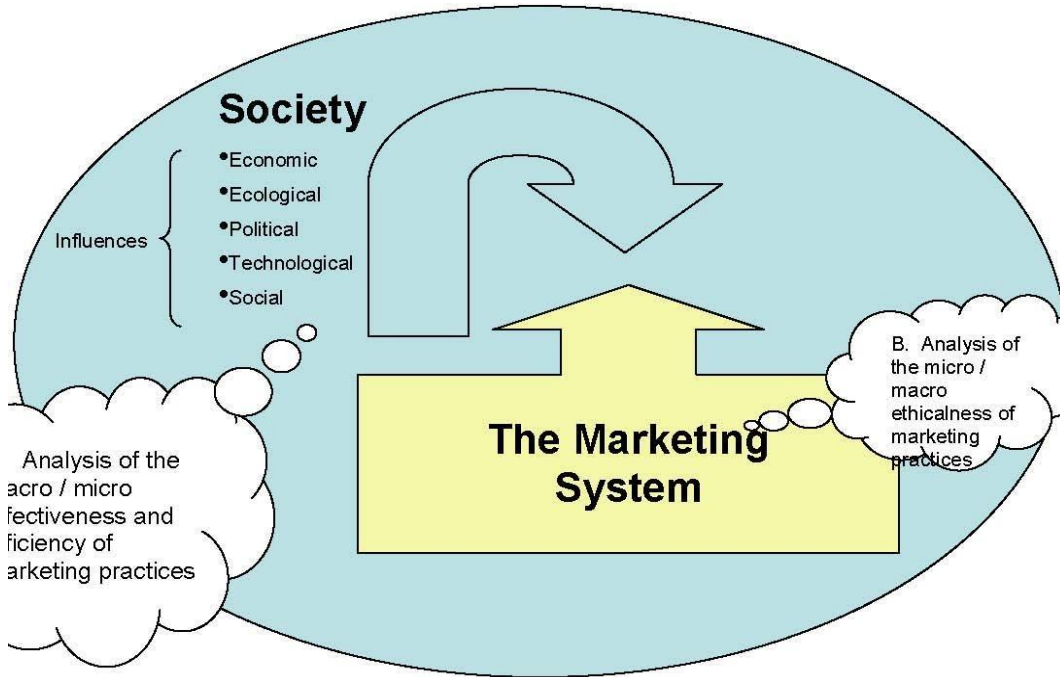 Society
•Economic
•Ecological
•Political
•Technological
•Social
Influences
The Marketing
System
B. Analysis of
the micro /
macro
ethicalness of
marketing
practices
Analysis of the
acro / micro
fectiveness and
ficiency of
arketing practices